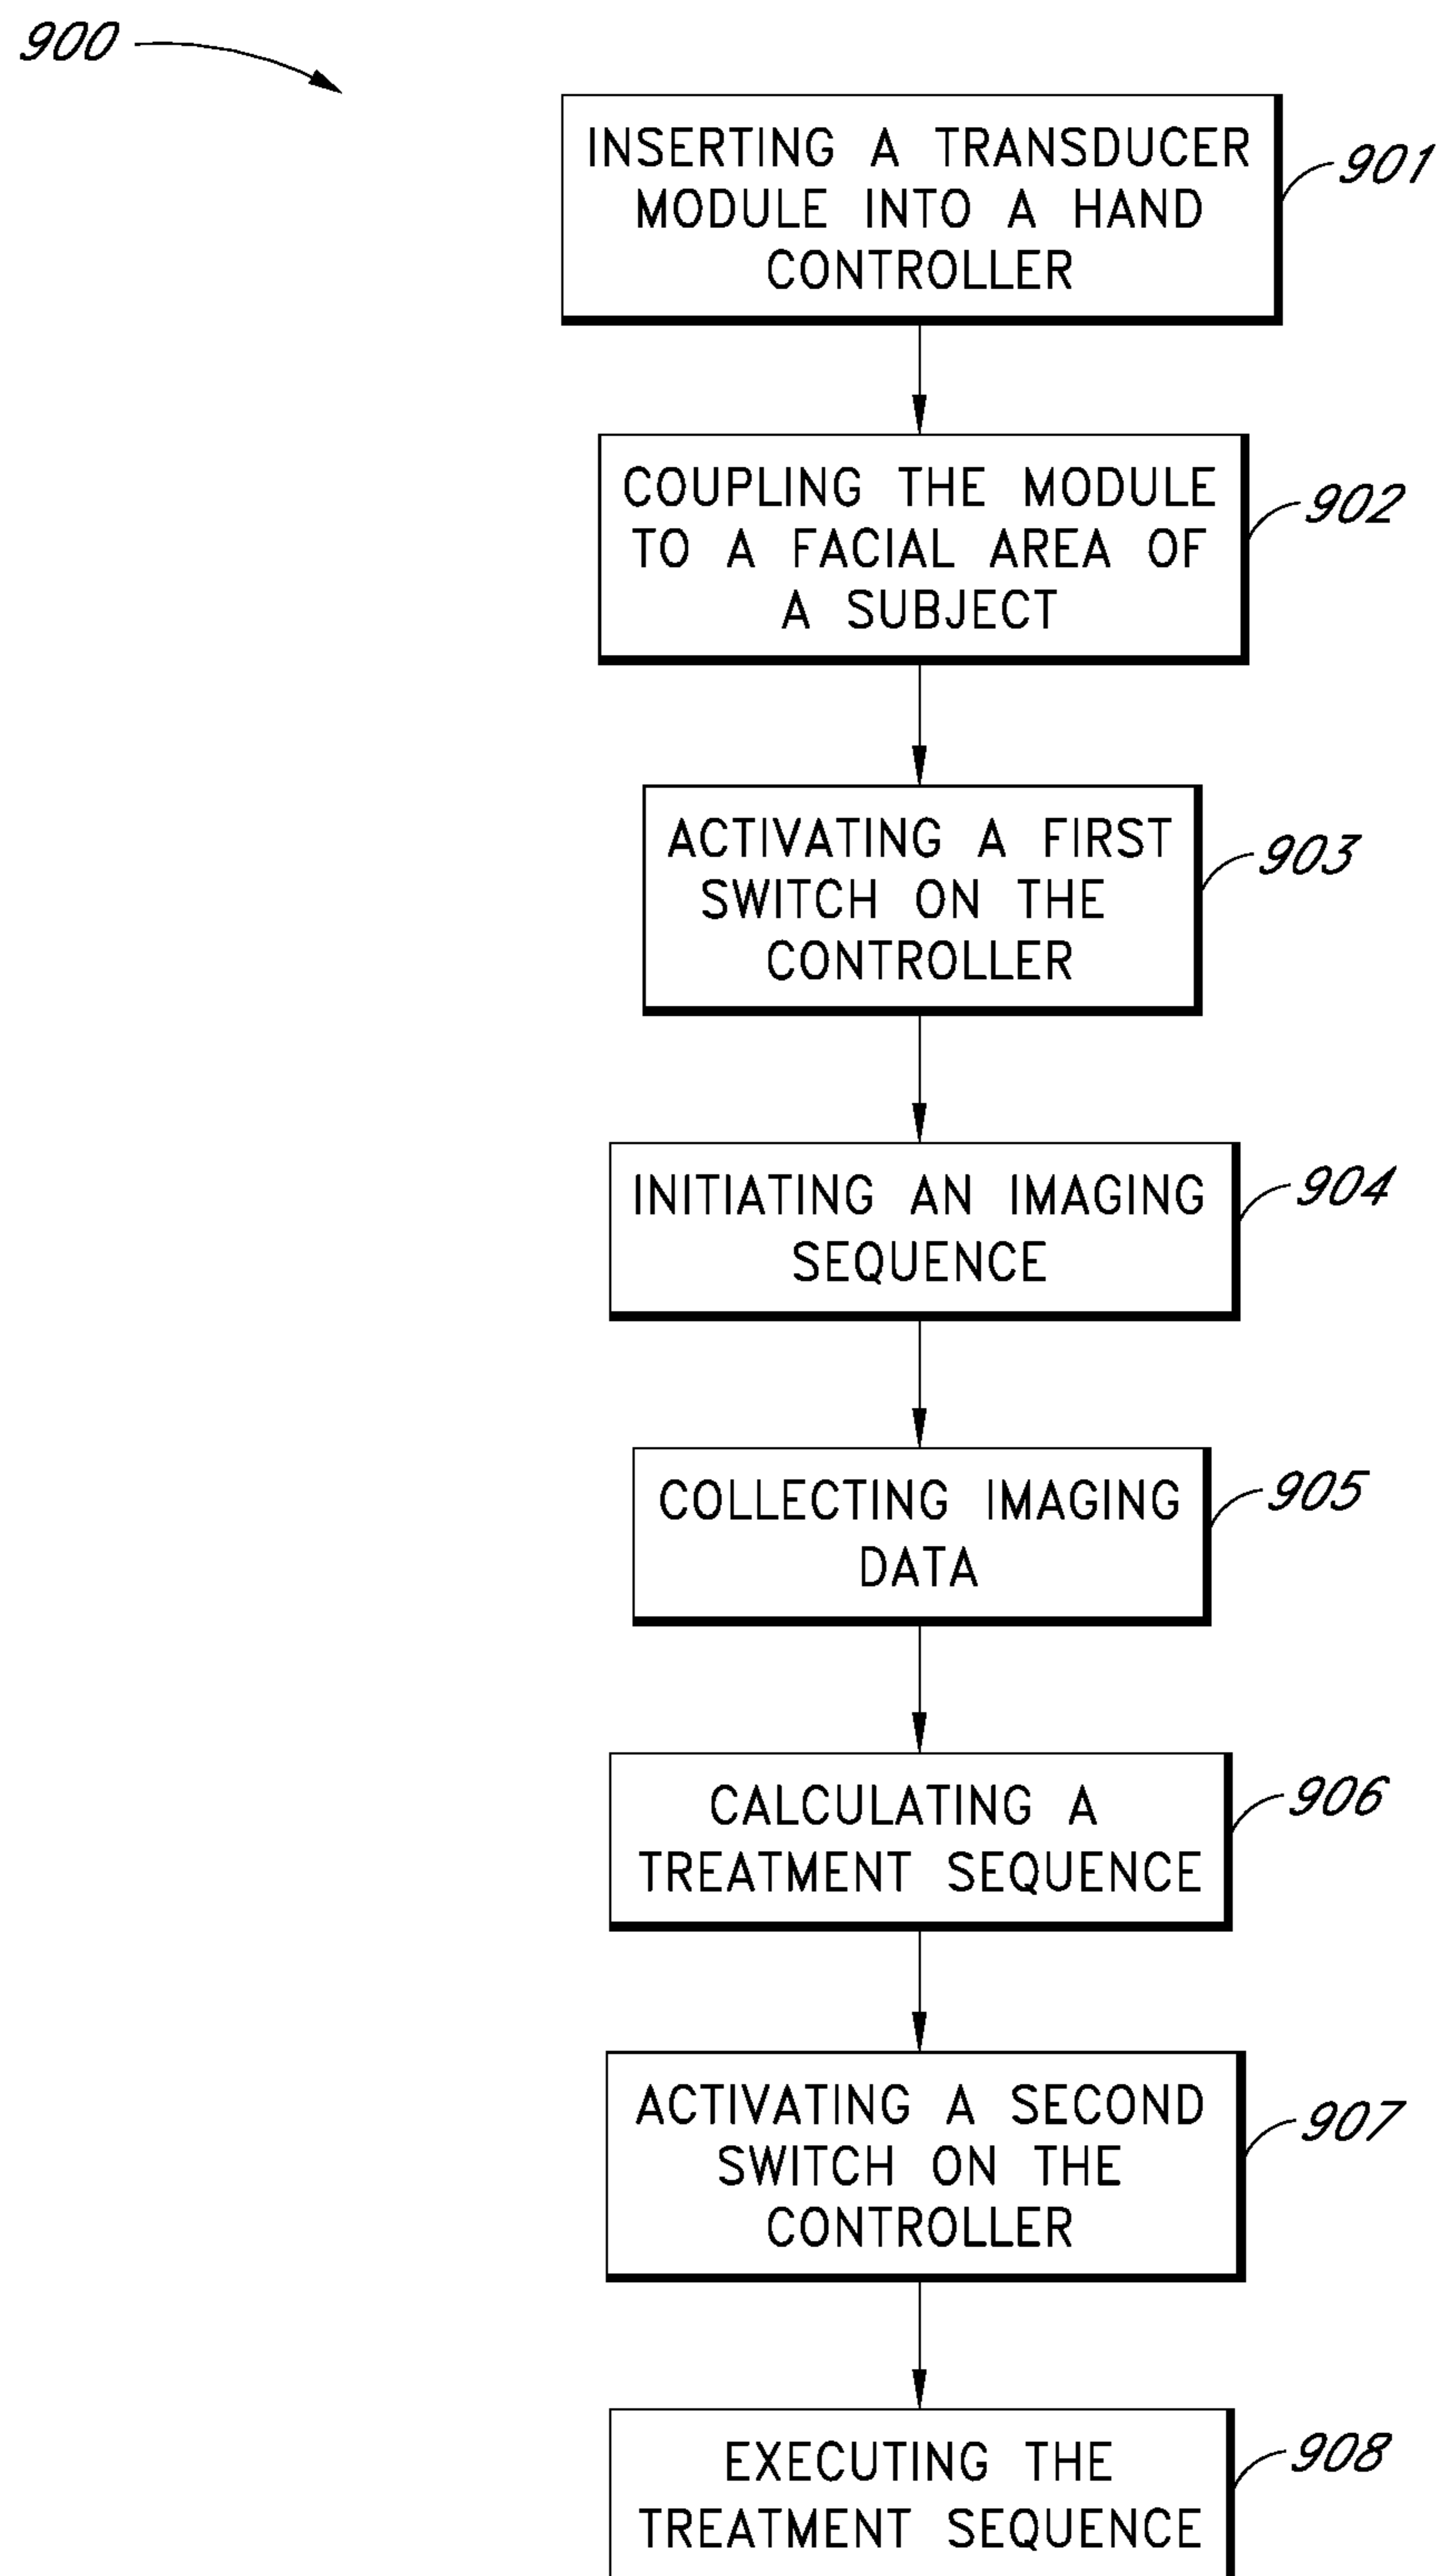 900
INSERTING A TRANSDUCER
MODULE INTO A HAND
CONTROLLER
901
COUPLING THE MODULE
TO A FACIAL AREA OF
A SUBJECT
902
ACTIVATING A FIRST
SWITCH ON THE
CONTROLLER
903
INITIATING AN IMAGING
SEQUENCE
904
COLLECTING IMAGING
DATA
905
CALCULATING A
TREATMENT SEQUENCE
906
ACTIVATING A SECOND
SWITCH ON THE
CONTROLLER
907
EXECUTING THE
TREATMENT SEQUENCE
908